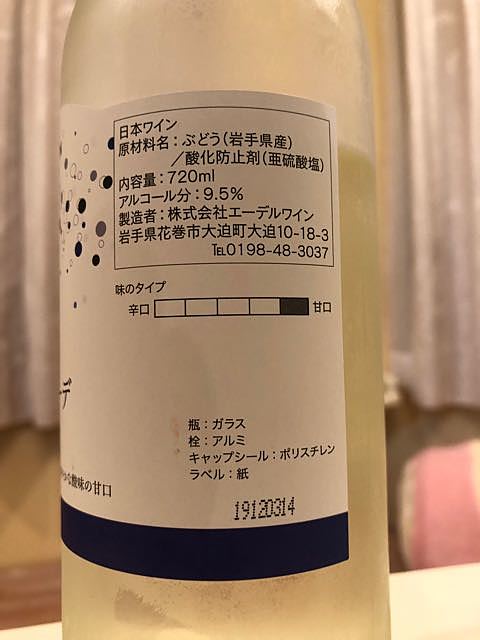 日本ワイン
原材料名：ぶどう（岩手県産）
／酸化防止剤（亜硫酸塩）
内容量：720ml
アルコール分：9.5％
製造者：株式会社エーデルワイン
岩手県花巻市大迫町大迫10-18-3
℡0198-48-3037
味のタイプ
辛口 甘口
ーデ
な酸味の甘口
瓶：ガラス
栓：アルミ
キャップシール：ポリスチレン
ラベル：紙
19120314